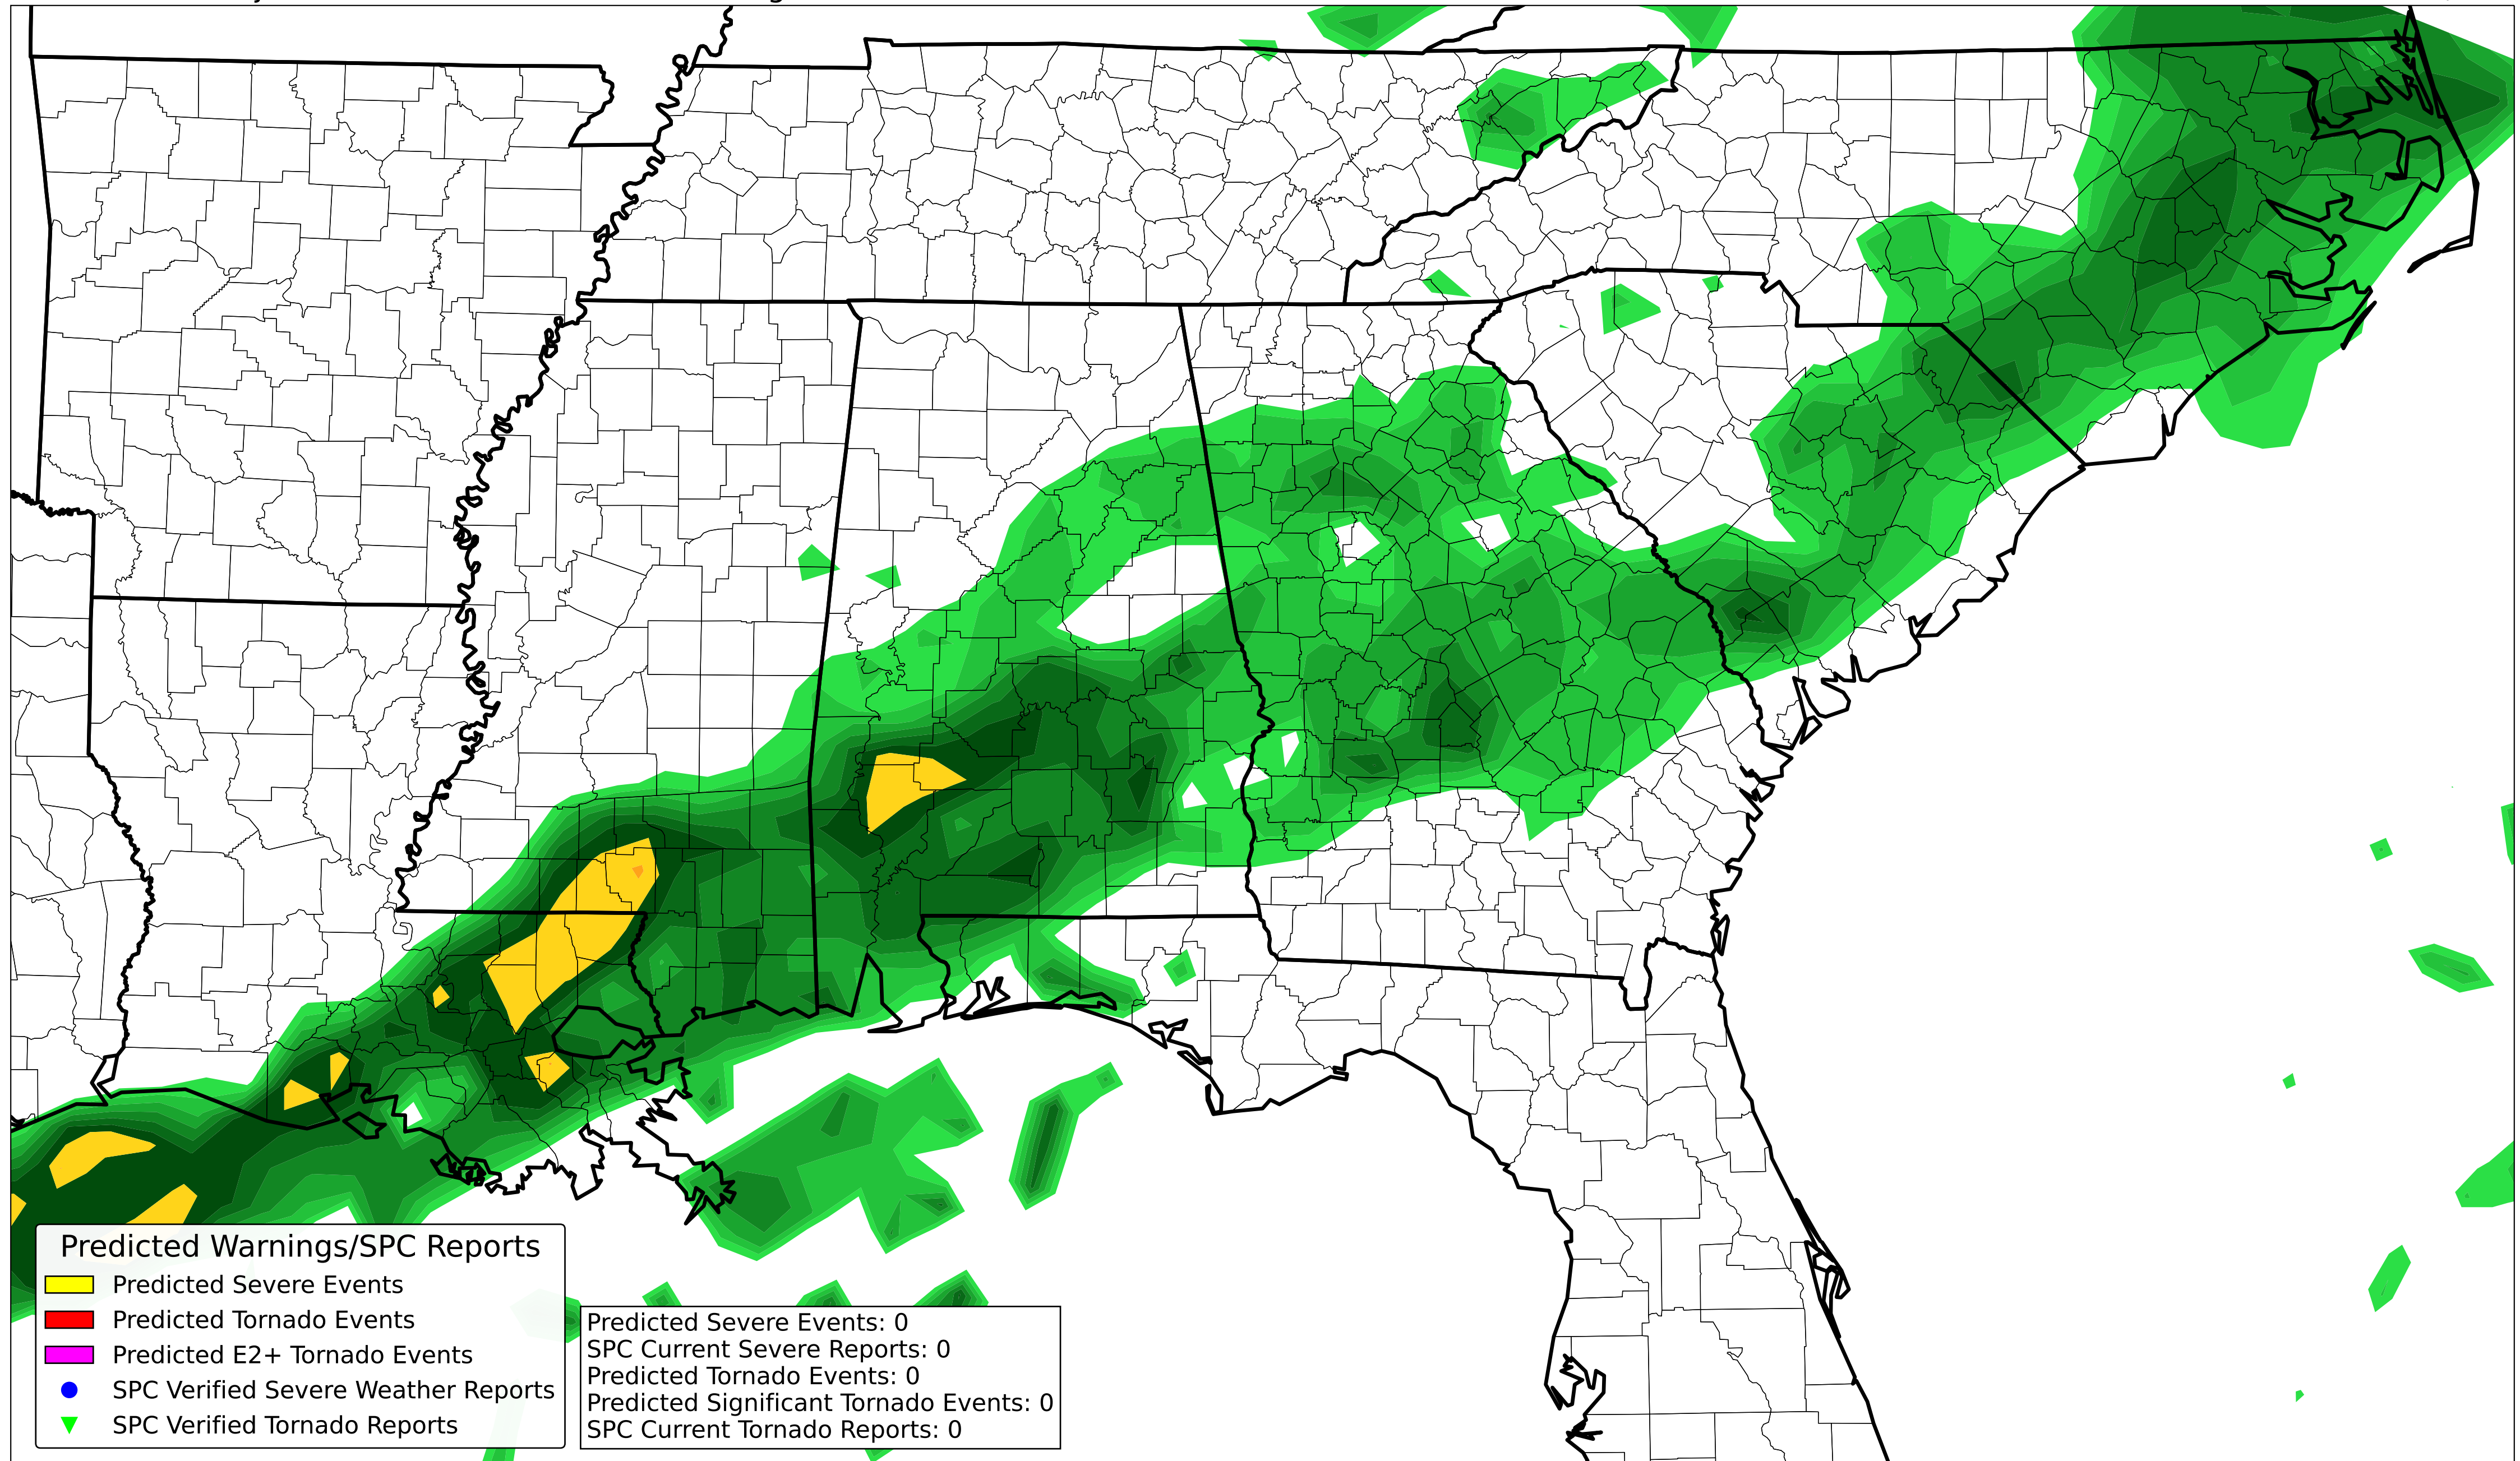 Predicted Warnings/SPC Reports
Predicted Severe Events
Predicted Tornado Events
Predicted E2+ Tornado Events
SPC Verified Severe Weather Reports
SPC Verified Tornado Reports
Predicted Severe Events: 0
SPC Current Severe Reports: 0
Predicted Tornado Events: 0
Predicted Significant Tornado Events: 0
SPC Current Tornado Reports: 0